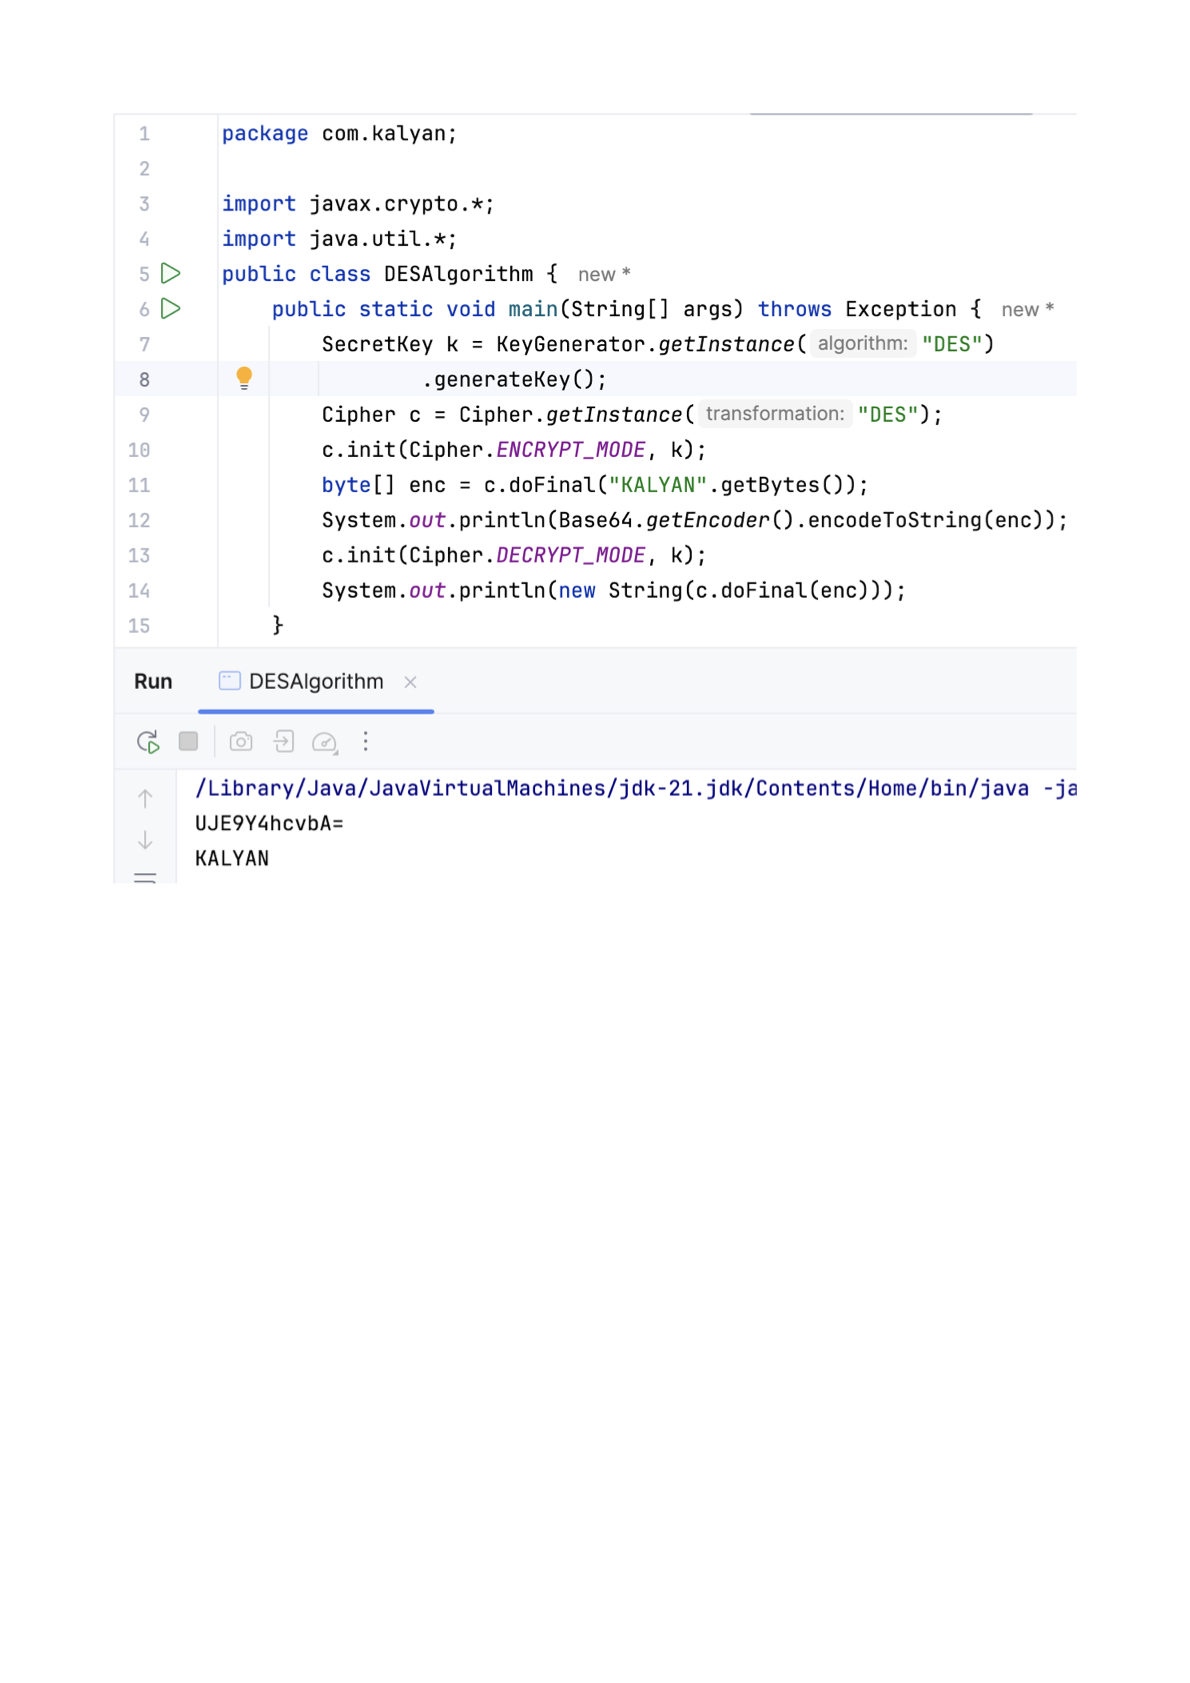 1 package com.kalyan;
2
3 import javax.crypto.*;
4 import java.util.*;
5 public class DESAlgorithm { new *
6 public static void main(String[] args) throws Exception { new *
7 SecretKey k = KeyGenerator.getInstance( algorithm: "DES")
8 .generateKey();
9 Cipher c = Cipher.getInstance( transformation: "DES");
10 c.init(Cipher.ENCRYPT_MODE, k);
11 byte[] enc = c.doFinal("KALYAN".getBytes());
12 System.out.println(Base64.getEncoder().encodeToString(enc));
13 c.init(Cipher.DECRYPT_MODE, k);
14 System.out.println(new String(c.doFinal(enc)));
15 }
Run DESAlgorithm
/Library/Java/JavaVirtualMachines/jdk-21.jdk/Contents/Home/bin/java -ja
UJE9Y4hcvbA=
KALYAN